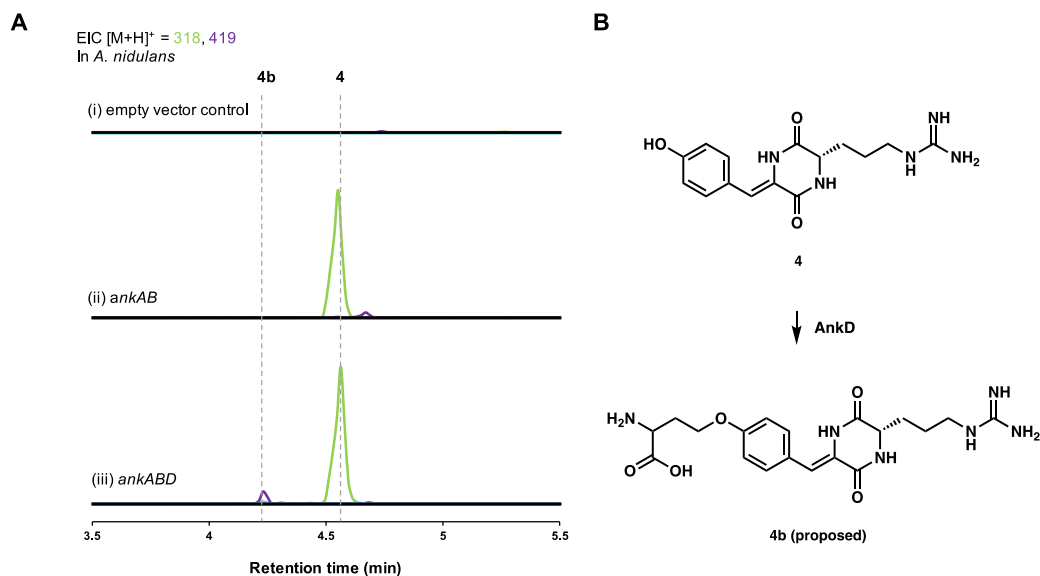 A
EIC [M+H]⁺ = 318, 419
In A. nidulans
4b 4
(i) empty vector control
(ii) ankAB
(iii) ankABD
3.5 4 4.5 5 5.5
Retention time (min)
B
O
NH
HO
HN
N
H
NH₂
NH
O
4
AnkD
O
NH
H₂N
O
HN
N
H
NH₂
NH
O
OH
O
4b (proposed)